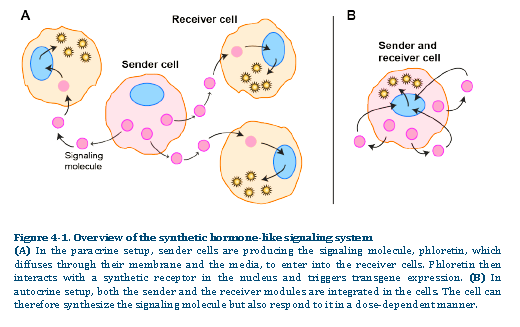 A
Receiver cell
B
Sender cell
Sender and
receiver cell
Signaling
molecule
Figure 4-1. Overview of the synthetic hormone-like signaling system
(A) In the paracrine setup, sender cells are producing the signaling molecule, phloretin, which
diffuses through their membrane and the media, to enter into the receiver cells. Phloretin then
interacts with a synthetic receptor in the nucleus and triggers transgene expression. (B) In
autocrine setup, both the sender and the receiver modules are integrated in the cells. The cell can
therefore synthesize the signaling molecule but also respond to it in a dose-dependent manner.